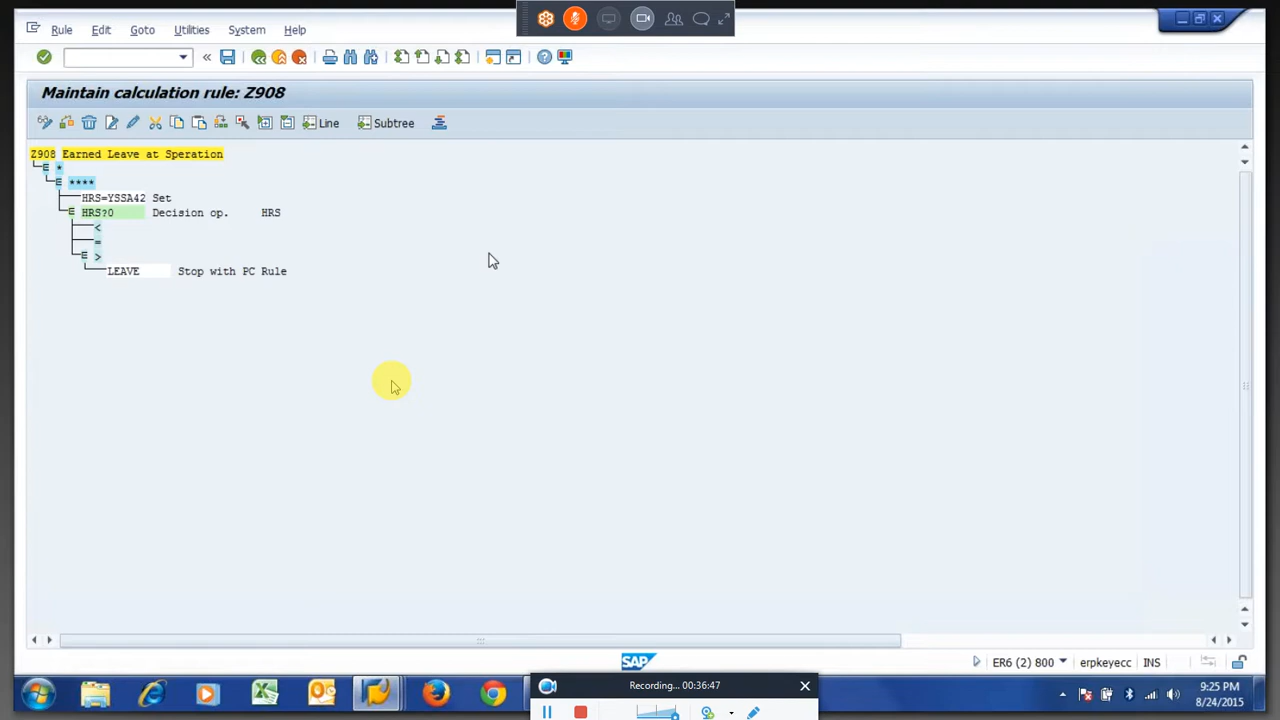 Rule Edit Goto Utilities System Help
Maintain calculation rule: Z908
Line Subtree
Z908 Earned Leave at Speration
*
****
HRS=YSSA42 Set
HRS?0 Decision op. HRS
<
=
>
LEAVE Stop with PC Rule
SAP
ER6 (2) 800 erpkeyecc INS
Recording... 00:36:47
9:25 PM
8/24/2015